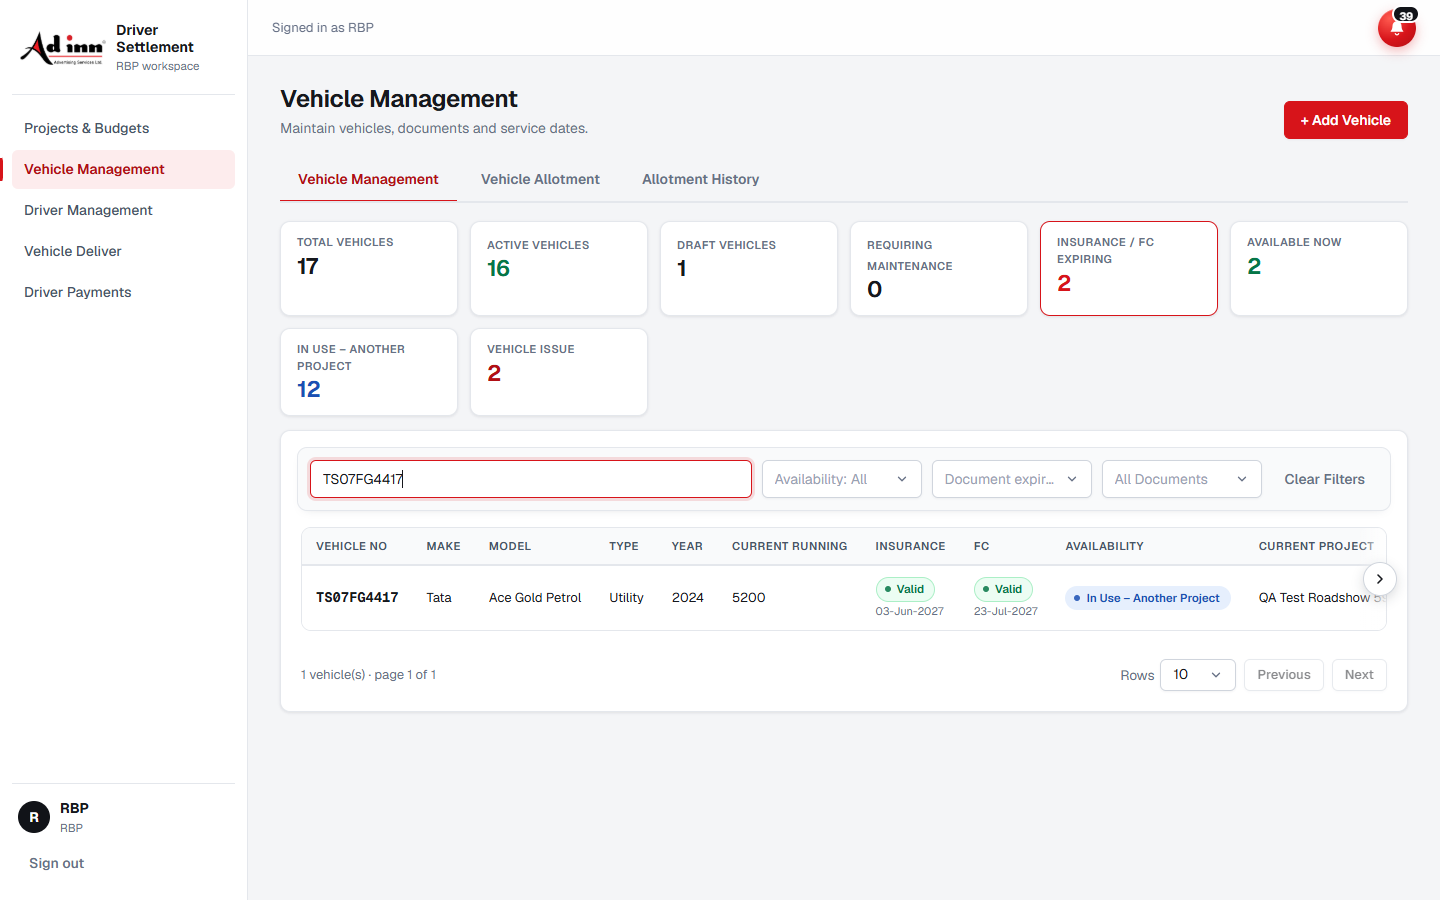 Ad inn
Advertising Services Ltd
Driver
Settlement
RBP workspace
Projects & Budgets
Vehicle Management
Driver Management
Vehicle Deliver
Driver Payments
R
RBP
RBP
Sign out
Signed in as RBP
39
Vehicle Management
Maintain vehicles, documents and service dates.
+ Add Vehicle
Vehicle Management Vehicle Allotment Allotment History
TOTAL VEHICLES
17
ACTIVE VEHICLES
16
DRAFT VEHICLES
1
REQUIRING
MAINTENANCE
0
INSURANCE / FC
EXPIRING
2
AVAILABLE NOW
2
IN USE – ANOTHER
PROJECT
12
VEHICLE ISSUE
2
TS07FG4417 Availability: All Document expir... All Documents Clear Filters
VEHICLE NO MAKE MODEL TYPE YEAR CURRENT RUNNING INSURANCE FC AVAILABILITY CURRENT PROJECT
TS07FG4417 Tata Ace Gold Petrol Utility 2024 5200 Valid 03-Jun-2027 Valid 23-Jul-2027 In Use – Another Project QA Test Roadshow
1 vehicle(s) · page 1 of 1
Rows 10 Previous Next